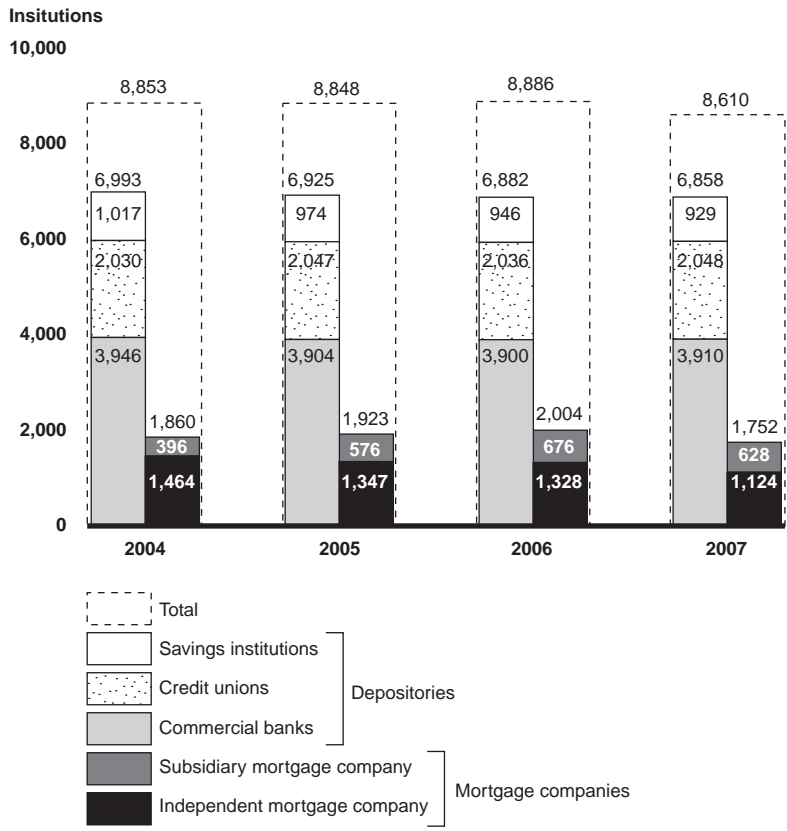 Insitutions
10,000
8,853 8,848 8,886 8,610
8,000
6,993 6,925 6,882 6,858
1,017 974 946 929
6,000
2,030 2,047 2,036 2,048
4,000
3,946 3,904 3,900 3,910
2,000
1,860 1,923 2,004 1,752
396 576 676 628
1,464 1,347 1,328 1,124
0
2004 2005 2006 2007
Total
Savings institutions
Credit unions
Depositories
Commercial banks
Subsidiary mortgage company
Mortgage companies
Independent mortgage company